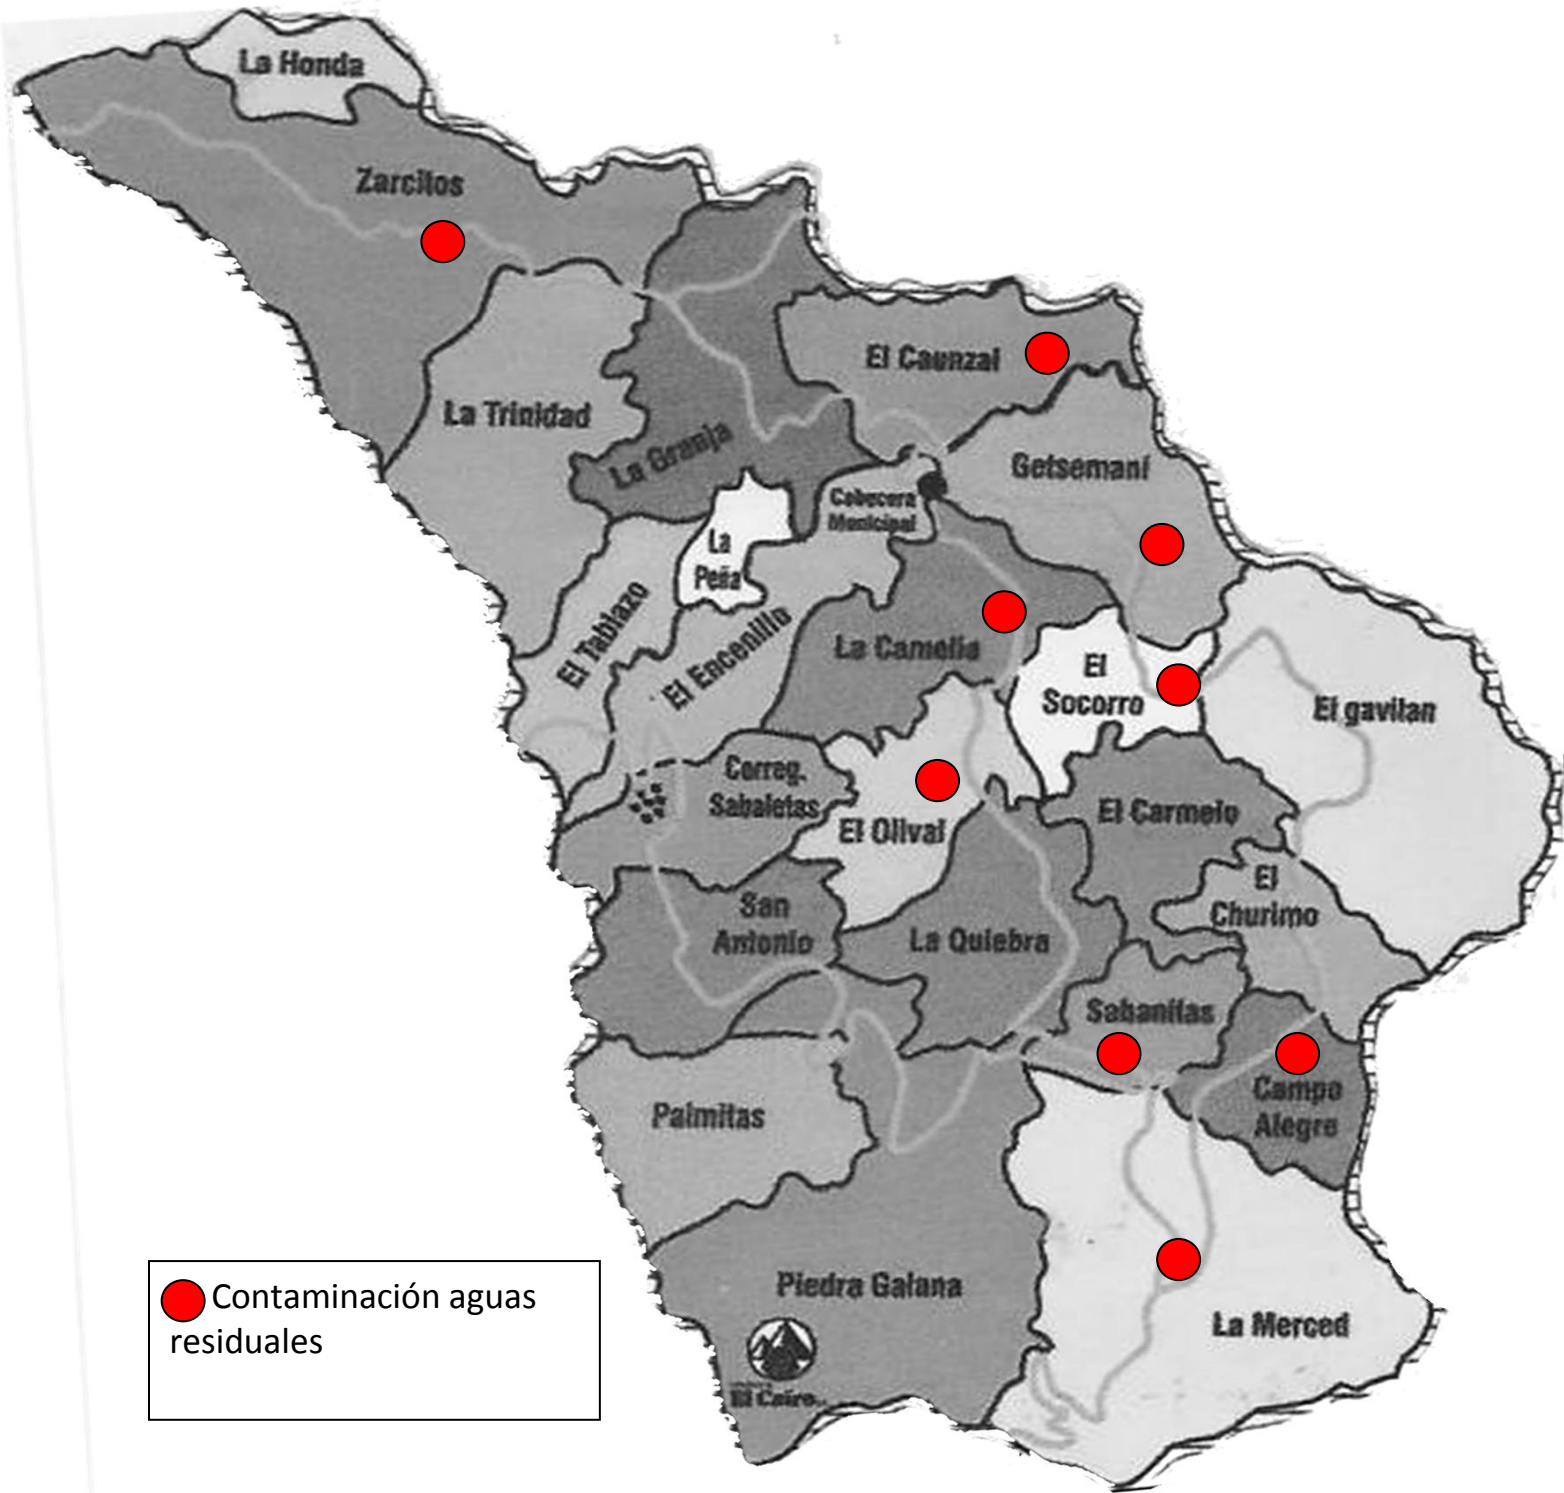 La Honda
Zarcitos
El Caunzal
La Trinidad
La Granja
Getsemaní
Cabecera
Municipal
La
Peña
El Tablazo
El Encenillo
La Camelia
El
Socorro
El gavilan
Correg.
Sabaletas
El Olival
El Carmelo
El
Churimo
San
Antonio
La Quiebra
Sabanitas
Campo
Alegre
Palmitas
Piedra Galana
La Merced
El Cairo
Contaminación aguas
residuales